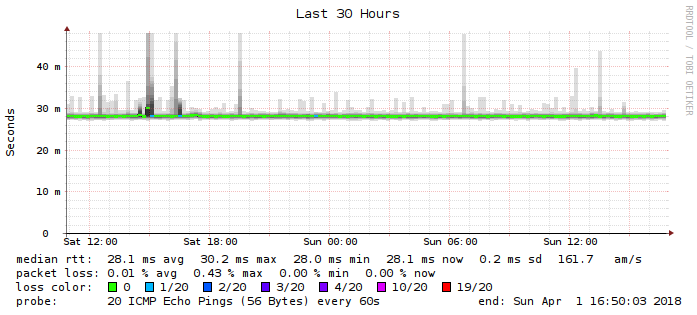 Last 30 Hours
RRDTOOL / TOBI OETIKER
Seconds
40 m
30 m
20 m
10 m
0
Sat 12:00 Sat 18:00 Sun 00:00 Sun 06:00 Sun 12:00
median rtt: 28.1 ms avg 30.2 ms max 28.0 ms min 28.1 ms now 0.2 ms sd 161.7 am/s
packet loss: 0.01 % avg 0.43 % max 0.00 % min 0.00 % now
loss color: 0 1/20 2/20 3/20 4/20 10/20 19/20
probe: 20 ICMP Echo Pings (56 Bytes) every 60s end: Sun Apr 1 16:50:03 2018